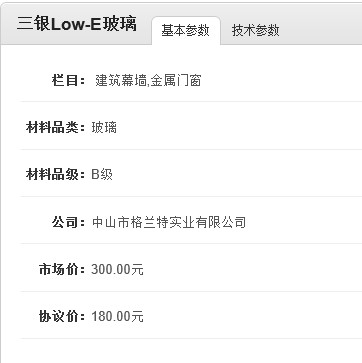 三银Low-E玻璃 基本参数 技术参数
栏目： 建筑幕墙,金属门窗
材料品类：玻璃
材料品级：B级
公司：中山市格兰特实业有限公司
市场价：300.00元
协议价：180.00元